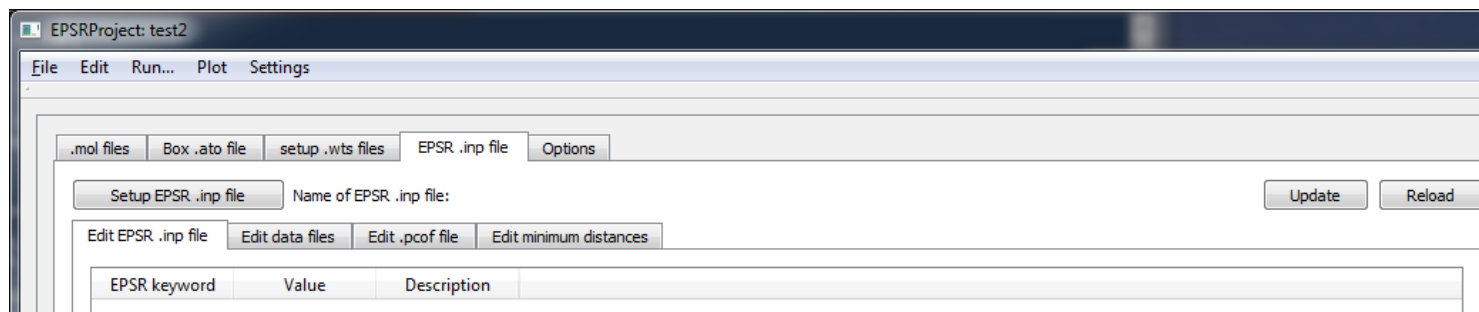 EPSRProject: test2
File Edit Run... Plot Settings
.mol files Box .ato file setup .wts files EPSR .inp file Options
Setup EPSR .inp file Name of EPSR .inp file: Update Reload
Edit EPSR .inp file Edit data files Edit .pcof file Edit minimum distances
EPSR keyword Value Description